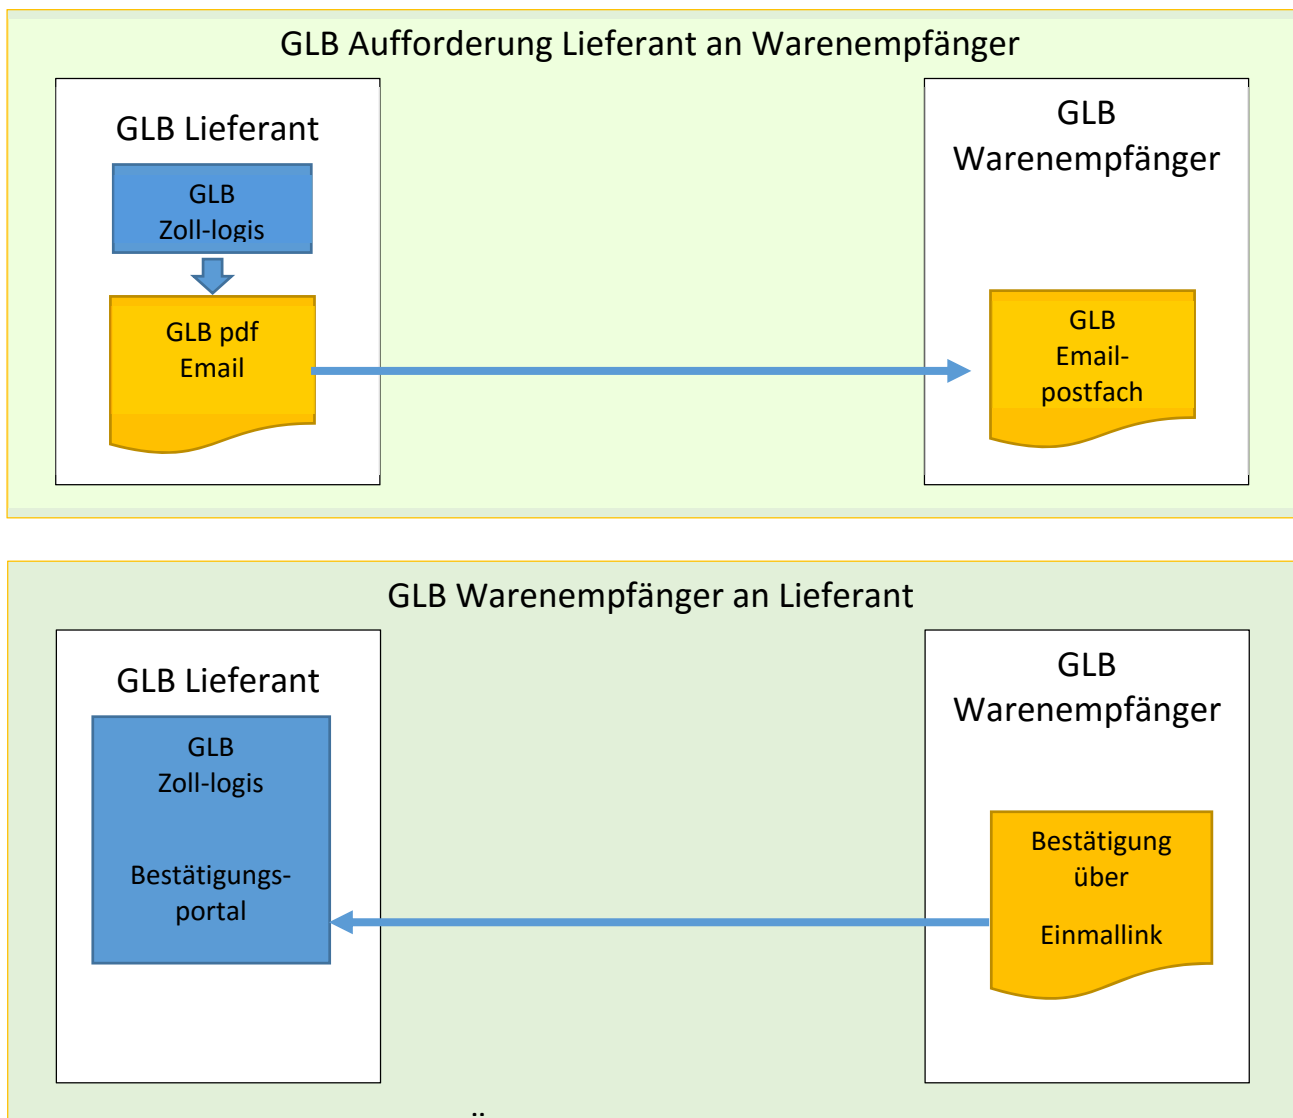 GLB Aufforderung Lieferant an Warenempfänger
GLB Lieferant
GLB
Zoll-logis
GLB pdf
Email
GLB
Warenempfänger
GLB
Email-
postfach
GLB Warenempfänger an Lieferant
GLB Lieferant
GLB
Zoll-logis
Bestätigungs-
portal
GLB
Warenempfänger
Bestätigung
über
Einmallink